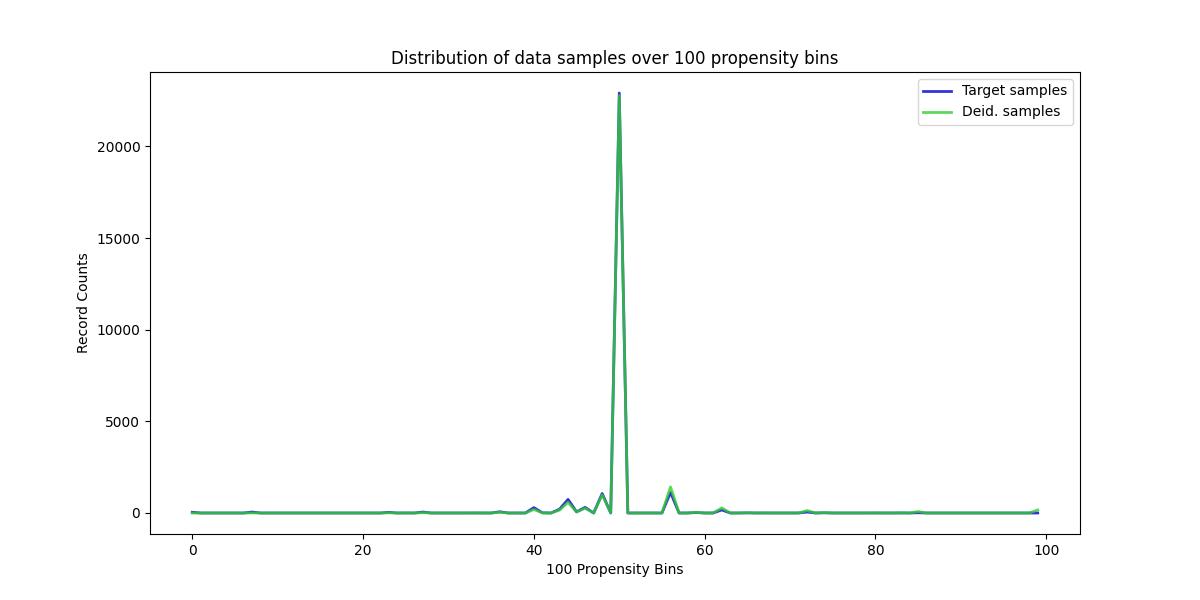 Distribution of data samples over 100 propensity bins
Target samples
Deid. samples
Record Counts
20000
15000
10000
5000
0
0 20 40 60 80 100
100 Propensity Bins